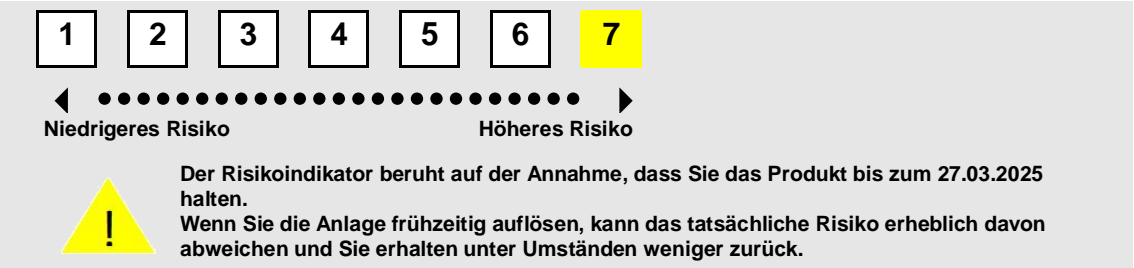 1 2 3 4 5 6 7
Niedrigeres Risiko Höheres Risiko
Der Risikoindikator beruht auf der Annahme, dass Sie das Produkt bis zum 27.03.2025
halten.
Wenn Sie die Anlage frühzeitig auflösen, kann das tatsächliche Risiko erheblich davon
abweichen und Sie erhalten unter Umständen weniger zurück.
!